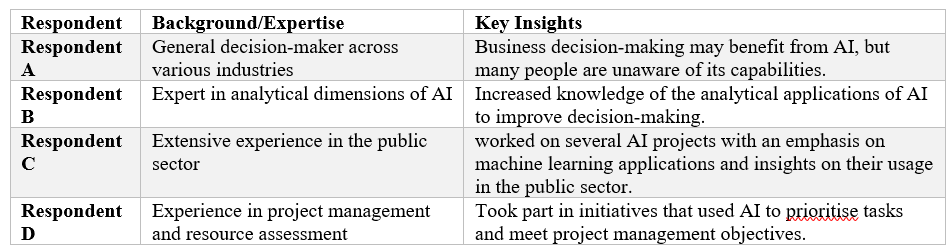 Respondent Background/Expertise Key Insights
Respondent General decision-maker across Business decision-making may benefit from AI, but
A various industries many people are unaware of its capabilities.
Respondent Expert in analytical dimensions of AI Increased knowledge of the analytical applications of AI
B to improve decision-making.
Respondent Extensive experience in the public worked on several AI projects with an emphasis on
C sector machine learning applications and insights on their usage
in the public sector.
Respondent Experience in project management Took part in initiatives that used AI to prioritise tasks
D and resource assessment and meet project management objectives.